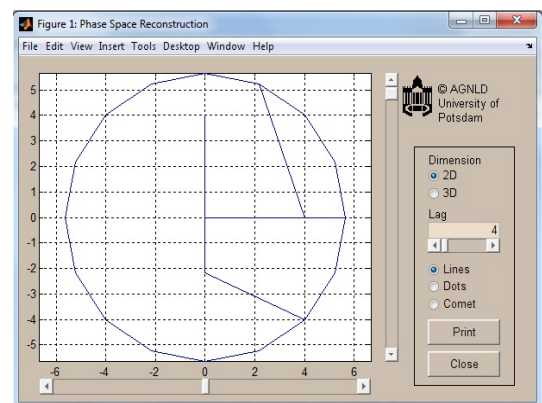 Figure 1: Phase Space Reconstruction
File Edit View Insert Tools Desktop Window Help
© AGNLD
University of
Potsdam
5
4
3
2
1
0
-1
-2
-3
-4
-5
-6 -4 -2 0 2 4 6
Dimension
2D
3D
Lag
4
Lines
Dots
Comet
Print
Close